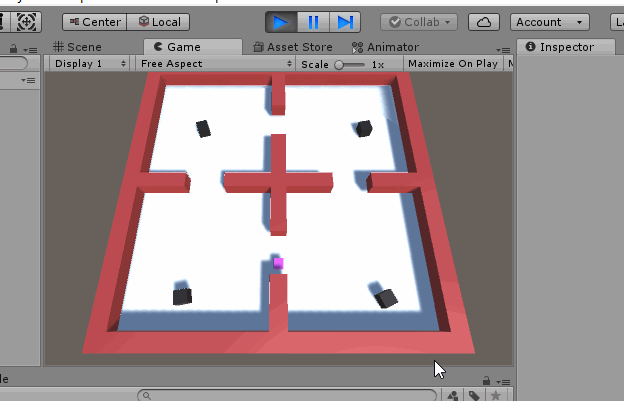 Center Local Collab Account La
Scene Game Asset Store Animator Inspector
Display 1 Free Aspect Scale 1x Maximize On Play M
le